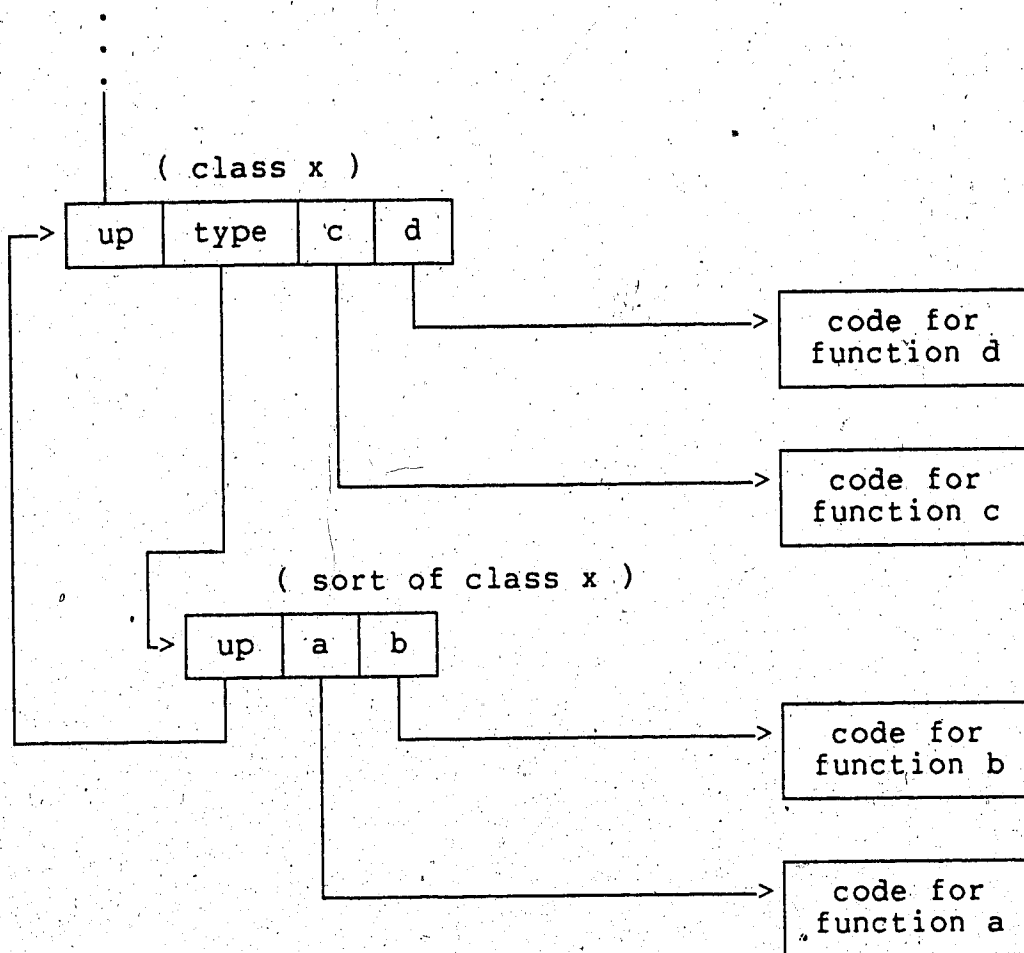 ( class x )
up type c d
code for
function d
code for
function c
( sort of class x )
up a b
code for
function b
code for
function a